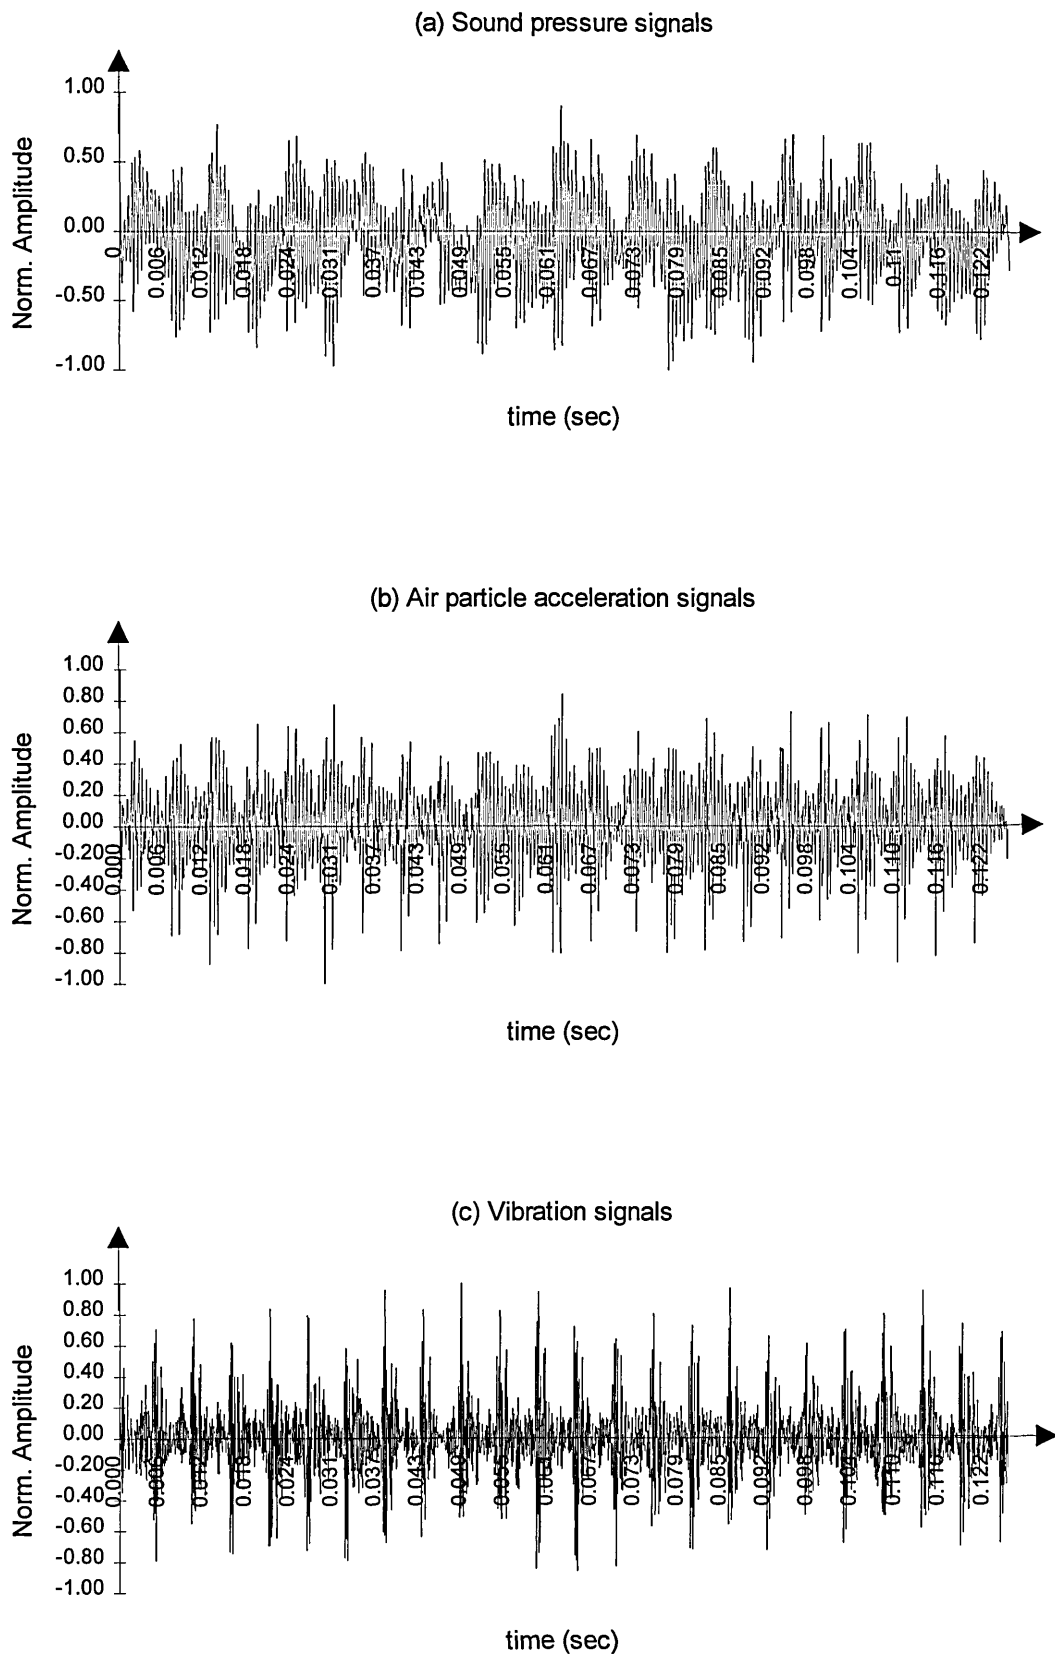 (a) Sound pressure signals
Norm. Amplitude
1.00
0.50
0.00
-0.50
-1.00
0 0.006 0.012 0.018 0.024 0.031 0.037 0.043 0.049 0.055 0.061 0.067 0.073 0.079 0.085 0.092 0.098 0.104 0.11 0.116 0.122
time (sec)
(b) Air particle acceleration signals
Norm. Amplitude
1.00
0.80
0.60
0.40
0.20
0.00
-0.20
-0.40
-0.60
-0.80
-1.00
0.000 0.006 0.012 0.018 0.024 0.031 0.037 0.043 0.049 0.055 0.061 0.067 0.073 0.079 0.085 0.092 0.098 0.104 0.110 0.116 0.122
time (sec)
(c) Vibration signals
Norm. Amplitude
1.00
0.80
0.60
0.40
0.20
0.00
-0.20
-0.40
-0.60
-0.80
-1.00
0.000 0.006 0.012 0.018 0.024 0.031 0.037 0.043 0.049 0.055 0.061 0.067 0.073 0.079 0.085 0.092 0.098 0.104 0.110 0.116 0.122
time (sec)